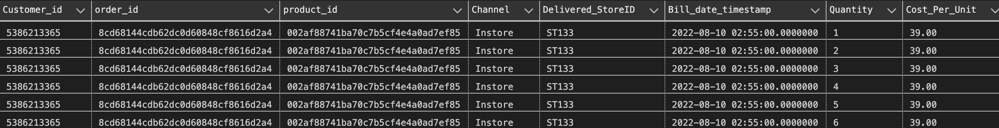 Customer_id order_id product_id Channel Delivered_StoreID Bill_date_timestamp Quantity Cost_Per_Unit
5386213365 8cd68144cdb62dc0d60848cf8616d2a4 002af88741ba70c7b5cf4e4a0ad7ef85 Instore ST133 2022-08-10 02:55:00.0000000 1 39.00
5386213365 8cd68144cdb62dc0d60848cf8616d2a4 002af88741ba70c7b5cf4e4a0ad7ef85 Instore ST133 2022-08-10 02:55:00.0000000 2 39.00
5386213365 8cd68144cdb62dc0d60848cf8616d2a4 002af88741ba70c7b5cf4e4a0ad7ef85 Instore ST133 2022-08-10 02:55:00.0000000 3 39.00
5386213365 8cd68144cdb62dc0d60848cf8616d2a4 002af88741ba70c7b5cf4e4a0ad7ef85 Instore ST133 2022-08-10 02:55:00.0000000 4 39.00
5386213365 8cd68144cdb62dc0d60848cf8616d2a4 002af88741ba70c7b5cf4e4a0ad7ef85 Instore ST133 2022-08-10 02:55:00.0000000 5 39.00
5386213365 8cd68144cdb62dc0d60848cf8616d2a4 002af88741ba70c7b5cf4e4a0ad7ef85 Instore ST133 2022-08-10 02:55:00.0000000 6 39.00